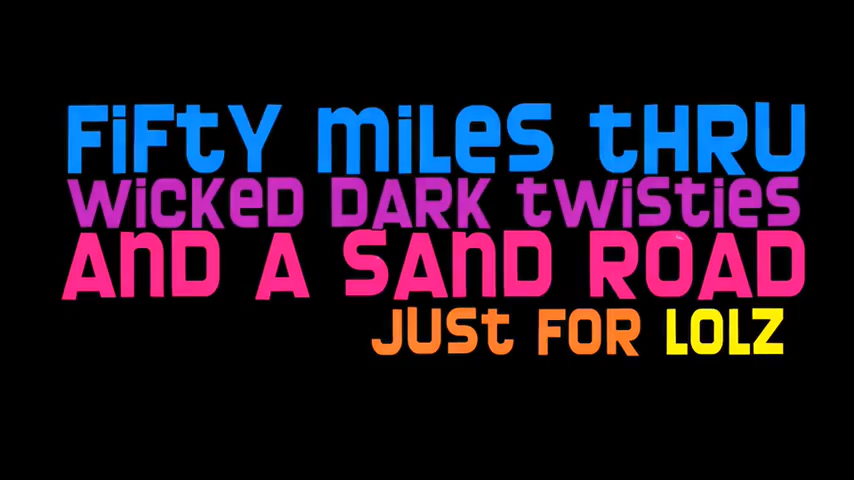 FiFtY miLes tHRU
wicked DARK twisties
AnD A SAnD ROAD
JUSt FOR LOLZ